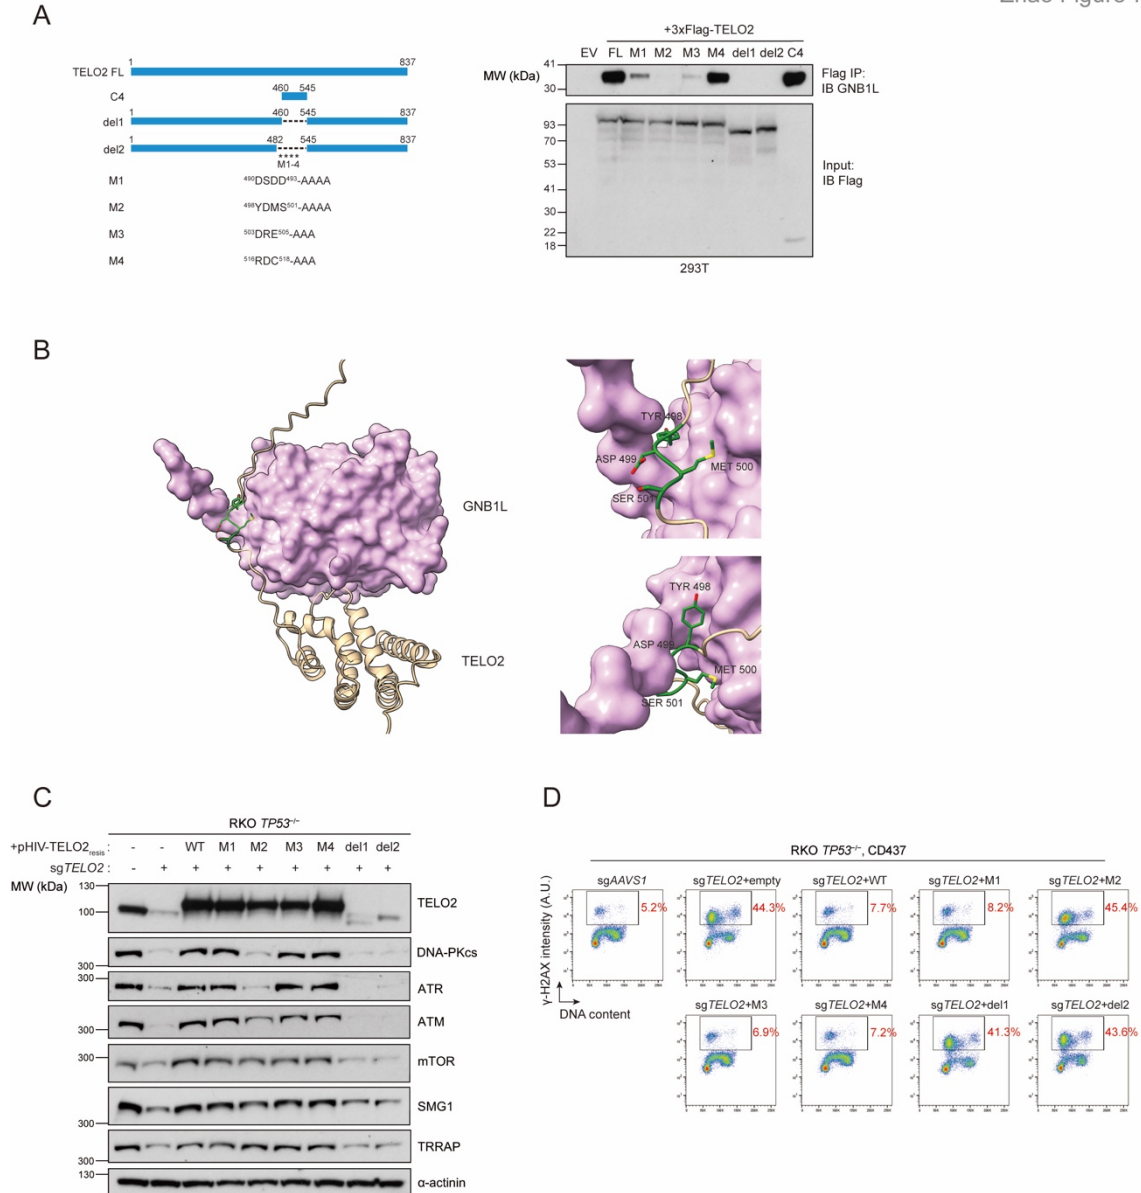 A
TELO2 FL
1
837
C4
460 545
del1
1
460 545
837
del2
1
482 545
837
****
M1-4
M1 ⁴⁹⁰DSDD⁴⁹³-AAAA
M2 ⁴⁹⁸YDMS⁵⁰¹-AAAA
M3 ⁵⁰³DRE⁵⁰⁵-AAA
M4 ⁵¹⁶RDC⁵¹⁸-AAA
+3xFlag-TELO2
EV FL M1 M2 M3 M4 del1 del2 C4
MW (kDa)
41
30
Flag IP:
IB GNB1L
93
70
53
41
30
22
18
Input:
IB Flag
293T
B
GNB1L
TELO2
TYR 498
ASP 499
MET 500
SER 501
TYR 498
ASP 499
MET 500
SER 501
C
RKO TP53⁻/⁻
+pHIV-TELO2resis : - - WT M1 M2 M3 M4 del1 del2
sgTELO2 : - + + + + + + + +
MW (kDa)
130
100
TELO2
300
DNA-PKcs
300
ATR
300
ATM
300
mTOR
300
SMG1
300
TRRAP
130
α-actinin
D
RKO TP53⁻/⁻, CD437
sgAAVS1 sgTELO2+empty sgTELO2+WT sgTELO2+M1 sgTELO2+M2
5.2% 44.3% 7.7% 8.2% 45.4%
γ-H2AX intensity (A.U.)
DNA content
sgTELO2+M3 sgTELO2+M4 sgTELO2+del1 sgTELO2+del2
6.9% 7.2% 41.3% 43.6%